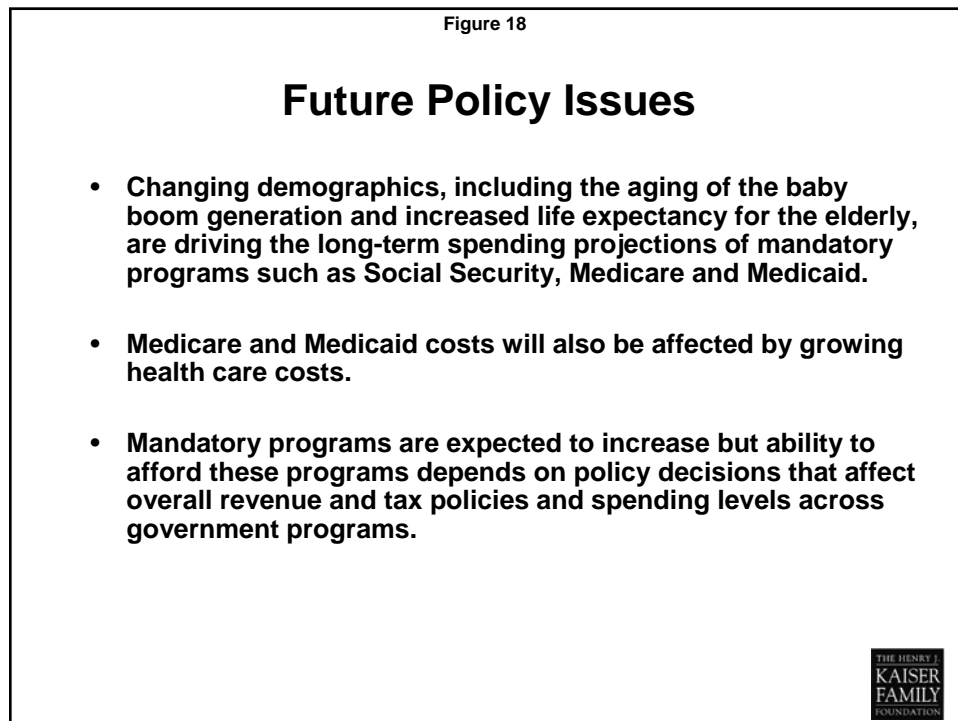 Figure 18
Future Policy Issues
• Changing demographics, including the aging of the baby
boom generation and increased life expectancy for the elderly,
are driving the long-term spending projections of mandatory
programs such as Social Security, Medicare and Medicaid.
• Medicare and Medicaid costs will also be affected by growing
health care costs.
• Mandatory programs are expected to increase but ability to
afford these programs depends on policy decisions that affect
overall revenue and tax policies and spending levels across
government programs.
THE HENRY J.
KAISER
FAMILY
FOUNDATION